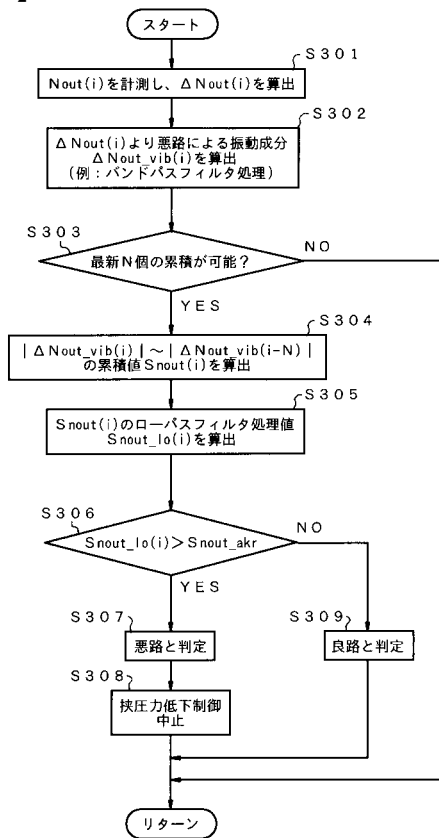 スタート
S301
Nout(i)を計測し、ΔNout(i)を算出
S302
ΔNout(i)より悪路による振動成分
ΔNout_vib(i)を算出
(例：バンドパスフィルタ処理)
S303
最新N個の累積が可能?
NO
YES
S304
|ΔNout_vib(i)|～|ΔNout_vib(i-N)|
の累積値Snout(i)を算出
S305
Snout(i)のローパスフィルタ処理値
Snout_lo(i)を算出
S306
Snout_lo(i)>Snout_akr
NO
YES
S307
悪路と判定
S309
良路と判定
S308
挟圧力低下制御
中止
リターン